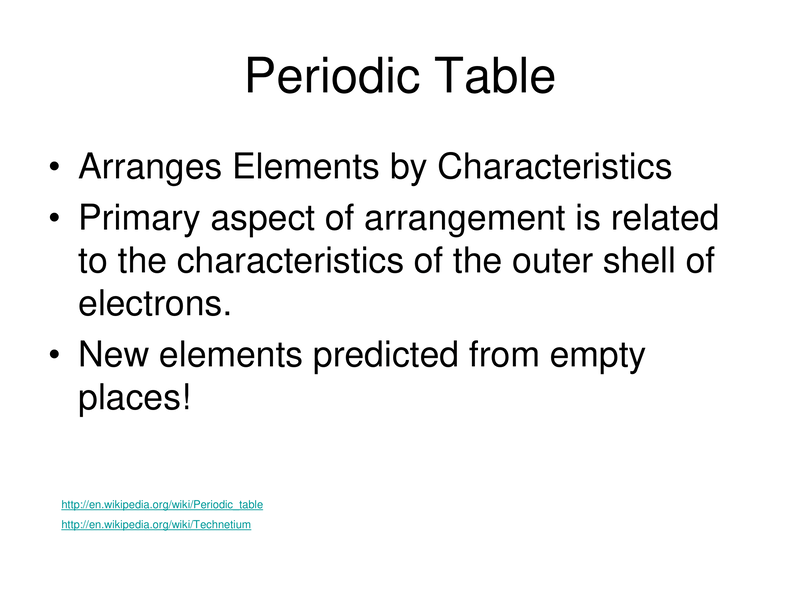 Periodic Table
• Arranges Elements by Characteristics
• Primary aspect of arrangement is related
to the characteristics of the outer shell of
electrons.
• New elements predicted from empty
places!
http://en.wikipedia.org/wiki/Periodic_table
http://en.wikipedia.org/wiki/Technetium